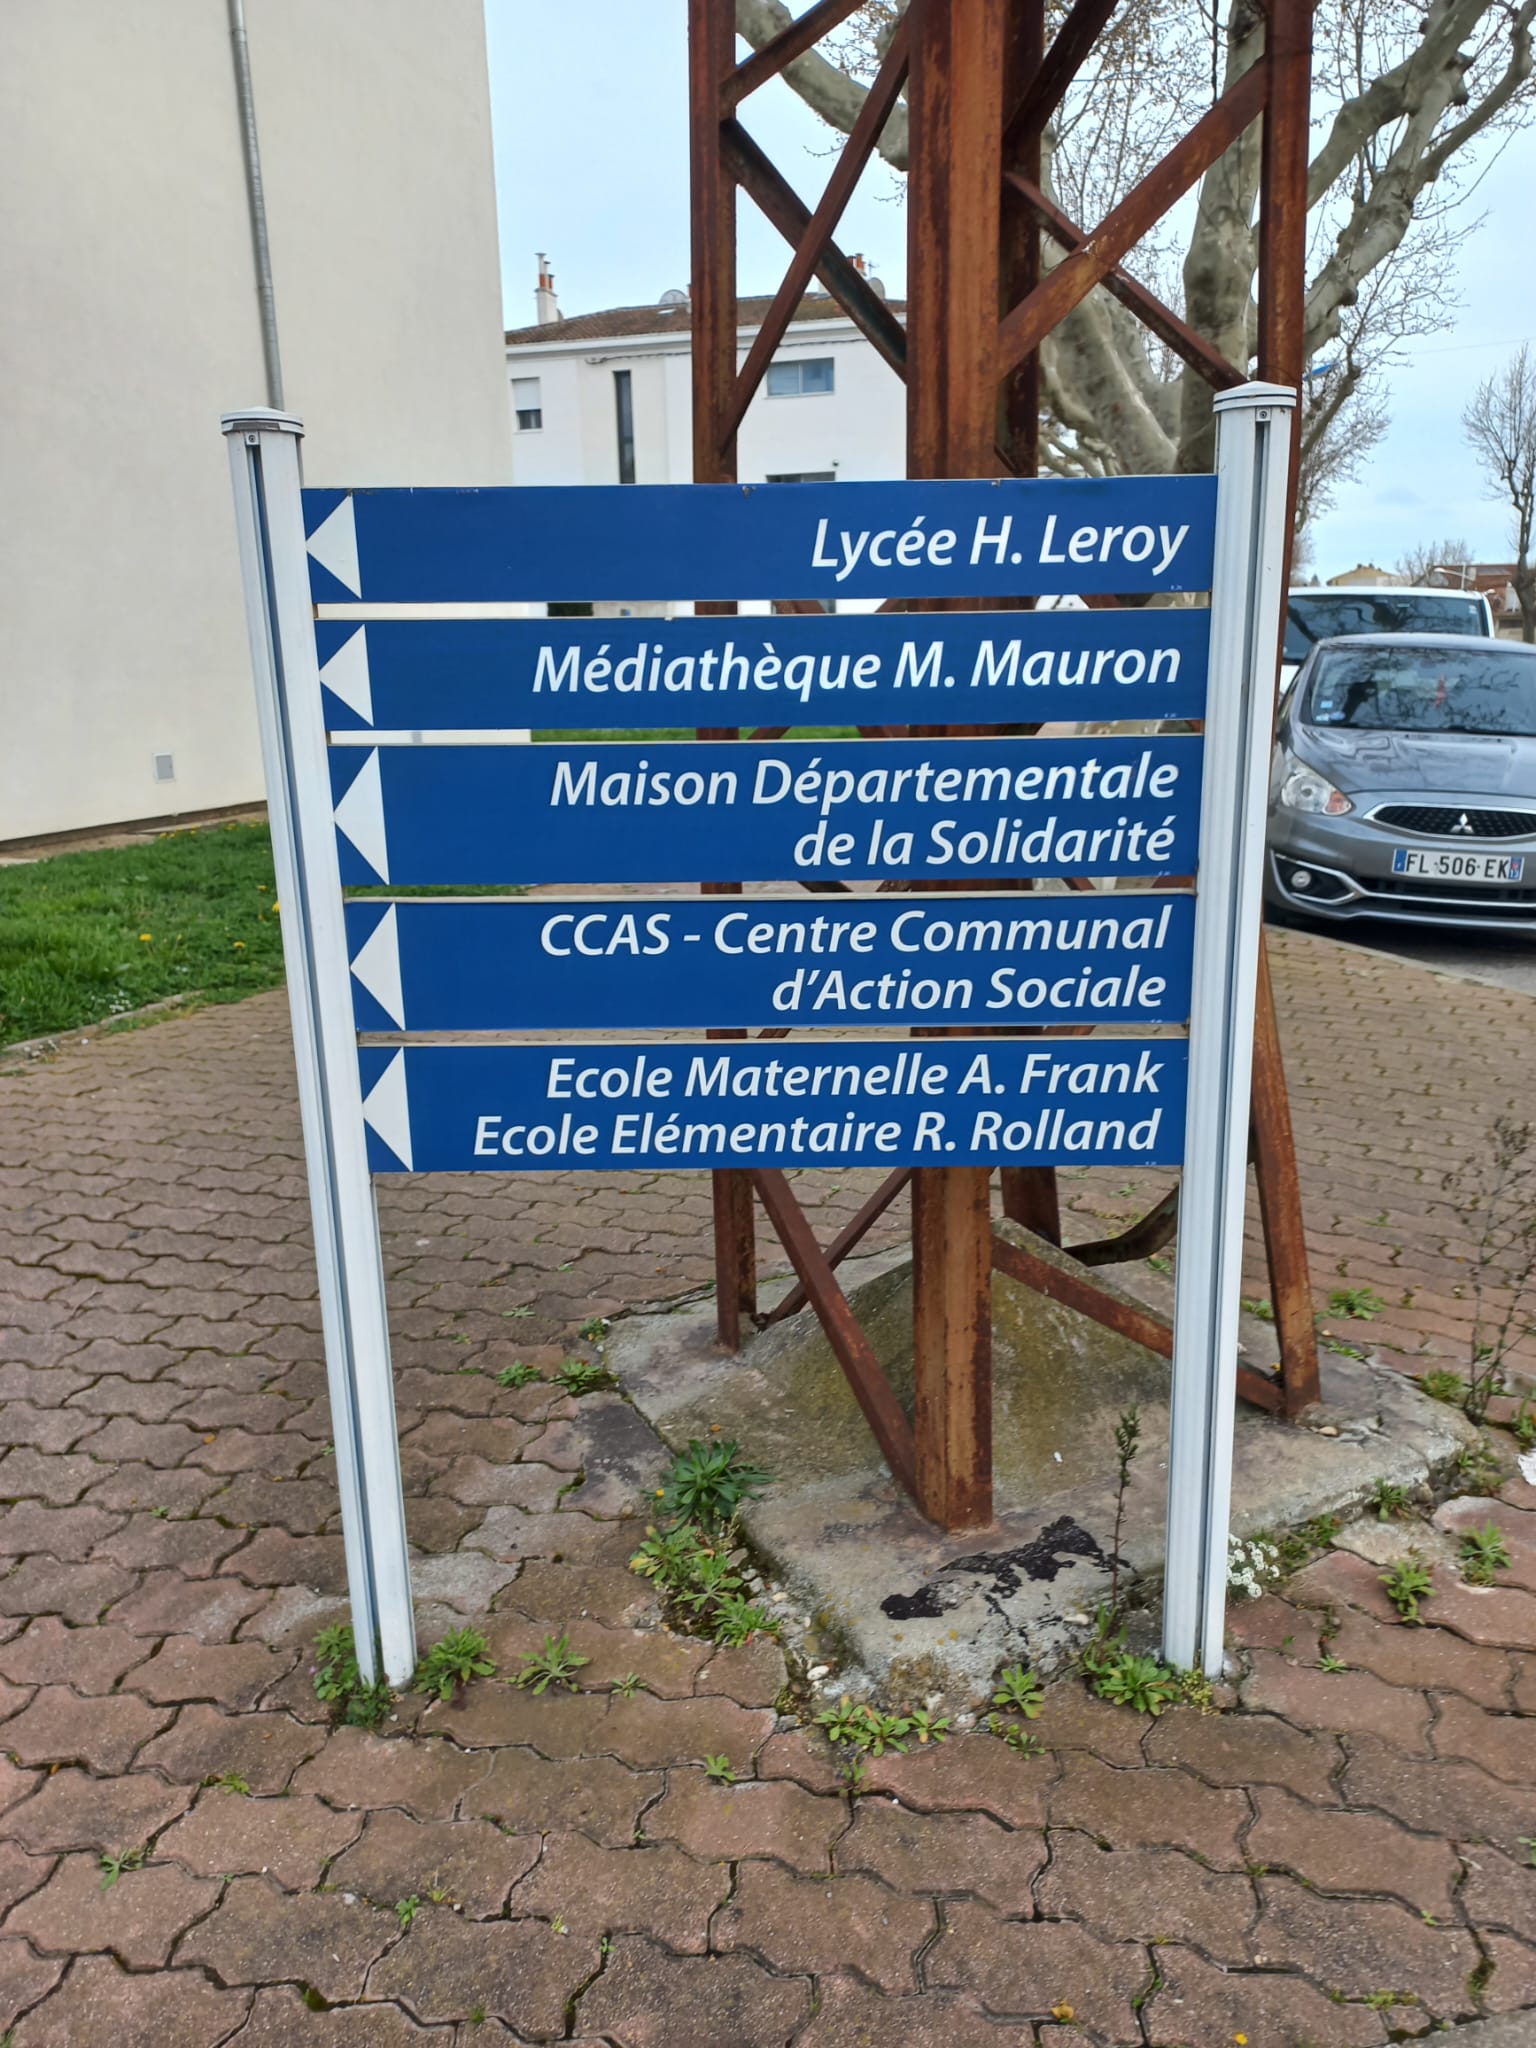 Lycée H. Leroy
Médiathèque M. Mauron
Maison Départementale
de la Solidarité
CCAS - Centre Communal
d'Action Sociale
Ecole Maternelle A. Frank
Ecole Elémentaire R. Rolland
FL-506-EK